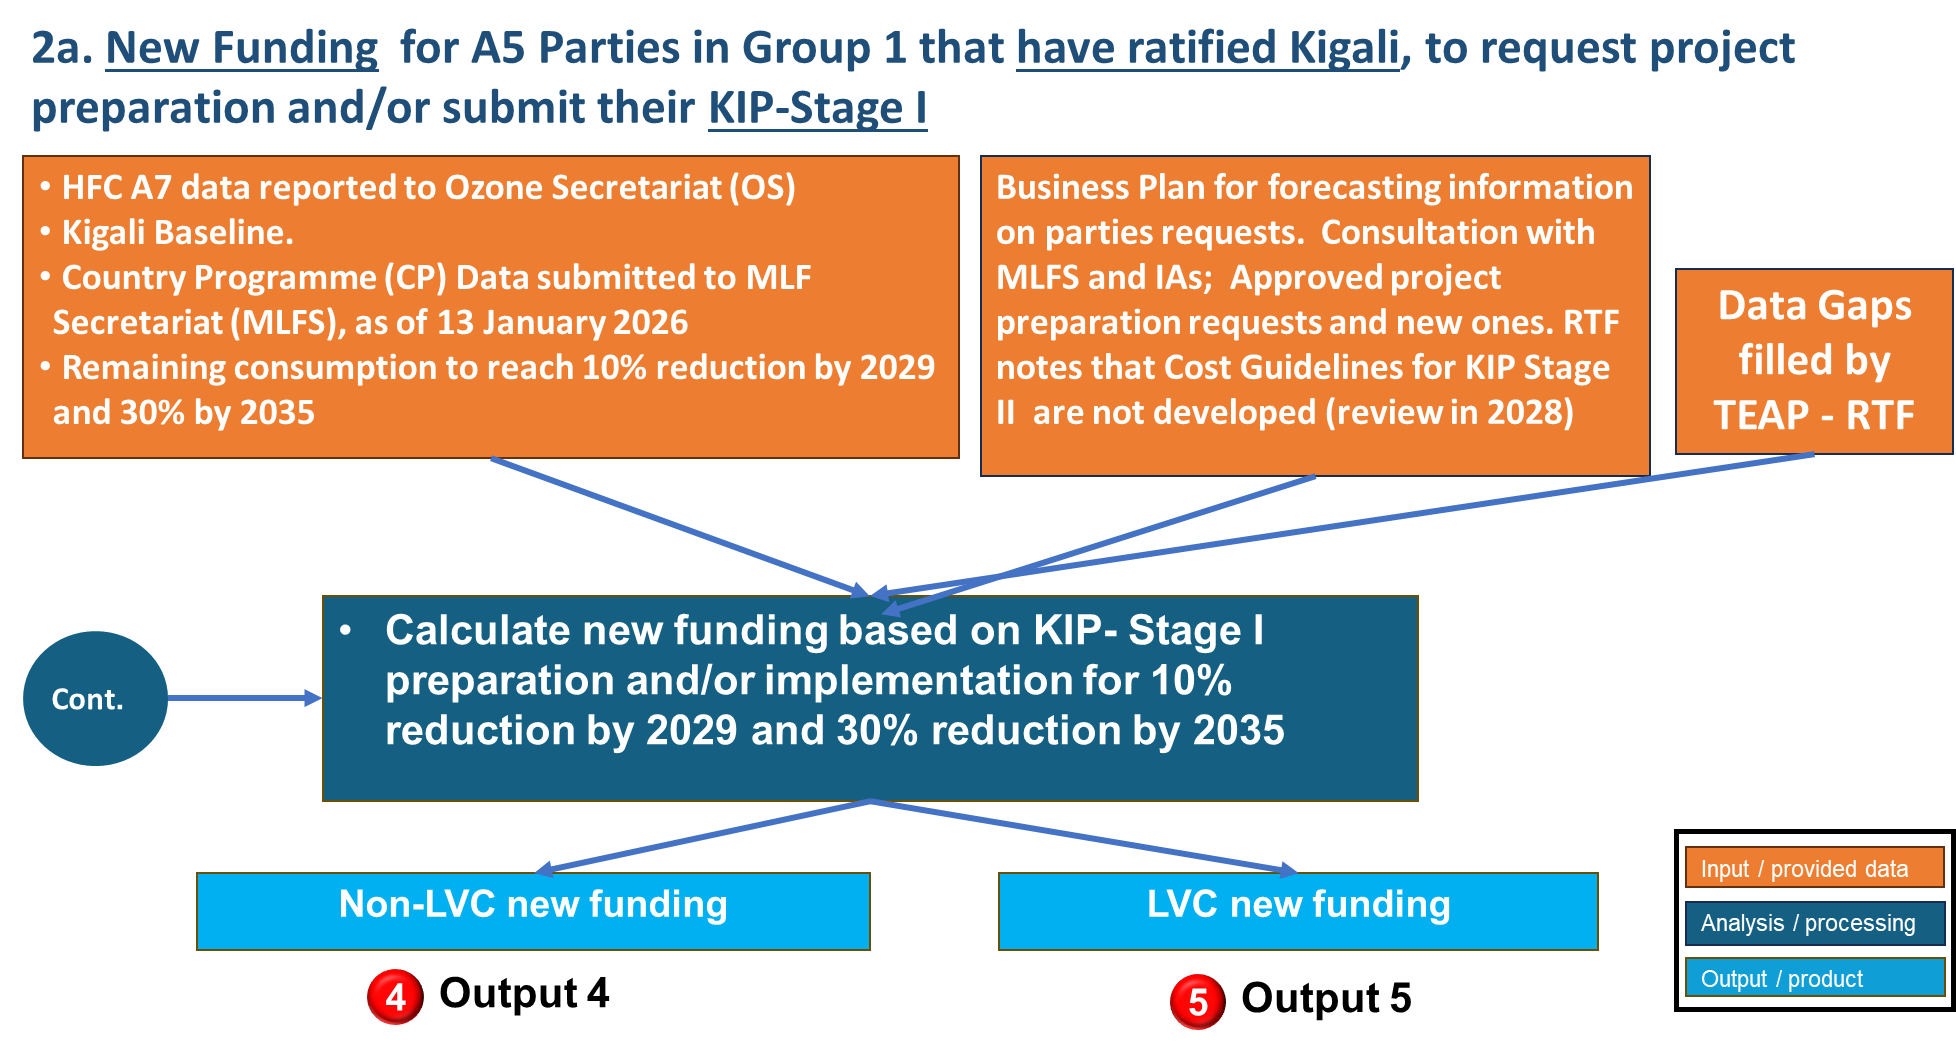 2a. New Funding  for A5 Parties in Group 1 that have ratified Kigali, to request project
preparation and/or submit their KIP-Stage I
• HFC A7 data reported to Ozone Secretariat (OS)
• Kigali Baseline.
• Country Programme (CP) Data submitted to MLF
Secretariat (MLFS), as of 13 January 2026
• Remaining consumption to reach 10% reduction by 2029
and 30% by 2035
Business Plan for forecasting information
on parties requests.  Consultation with
MLFS and IAs;  Approved project
preparation requests and new ones. RTF
notes that Cost Guidelines for KIP Stage
II  are not developed (review in 2028)
Data Gaps
filled by
TEAP - RTF
Cont.
• Calculate new funding based on KIP- Stage I
preparation and/or implementation for 10%
reduction by 2029 and 30% reduction by 2035
Non-LVC new funding
LVC new funding
4 Output 4
5 Output 5
Input / provided data
Analysis / processing
Output / product